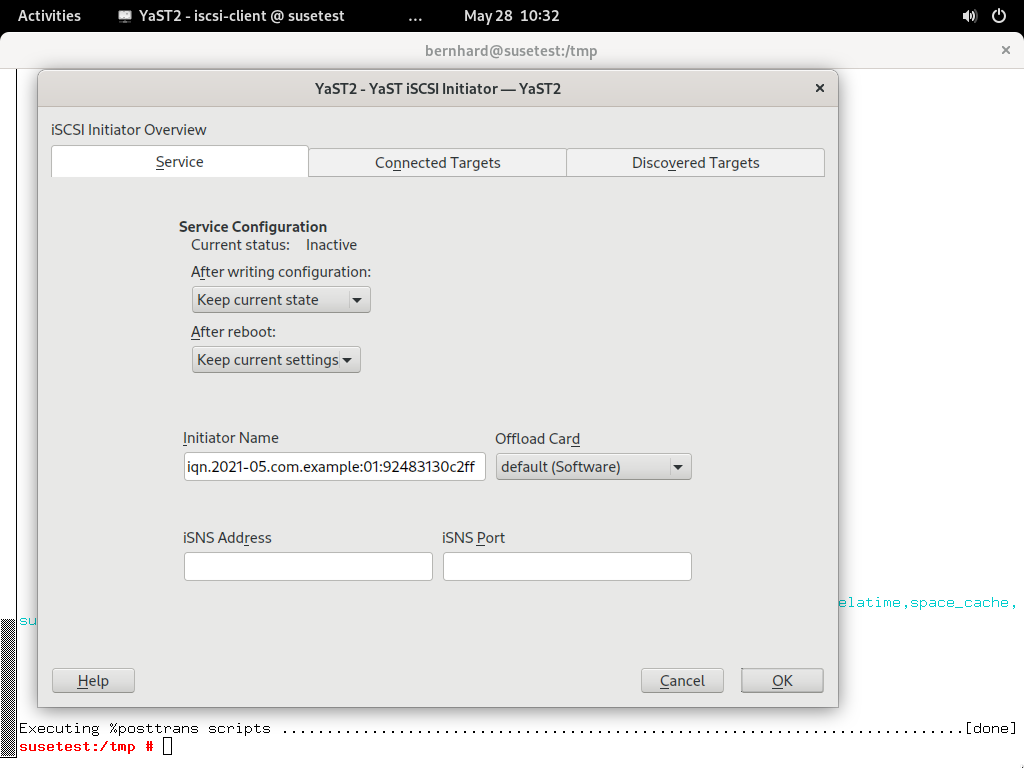 Activities YaST2 - iscsi-client @ susetest ... May 28 10:32
bernhard@susetest:/tmp
YaST2 - YaST iSCSI Initiator — YaST2
iSCSI Initiator Overview
Service Connected Targets Discovered Targets
Service Configuration
Current status: Inactive
After writing configuration:
Keep current state
After reboot:
Keep current settings
Initiator Name Offload Card
iqn.2021-05.com.example:01:92483130c2ff default (Software)
iSNS Address iSNS Port
elatime,space_cache,
su
Help Cancel OK
Executing %posttrans scripts ............................................................................[done]
susetest:/tmp #